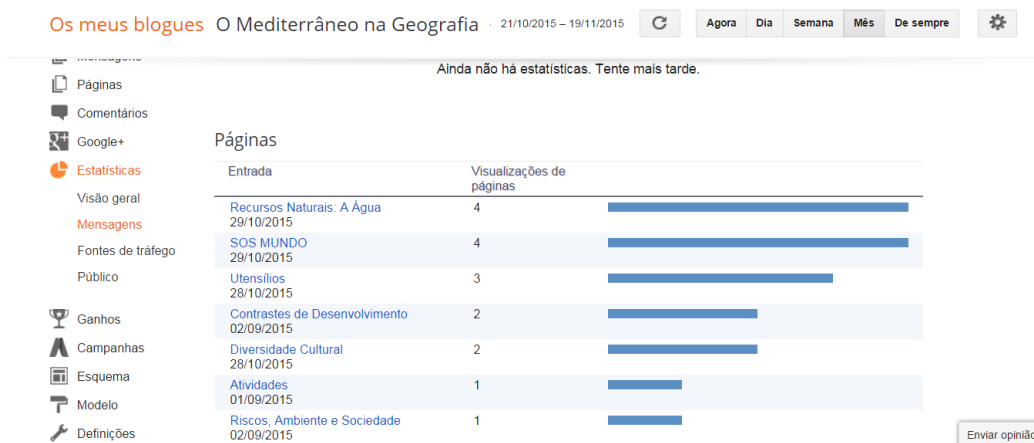 Os meus blogues O Mediterrâneo na Geografia · 21/10/2015 – 19/11/2015 Agora Dia Semana Mês De sempre
Mensagens
Ainda não há estatísticas. Tente mais tarde.
Páginas
Comentários
Google+
Estatísticas
Visão geral
Mensagens
Fontes de tráfego
Público
Ganhos
Campanhas
Esquema
Modelo
Definições
Páginas
Entrada Visualizações de páginas
Recursos Naturais: A Água 4
29/10/2015
SOS MUNDO 4
29/10/2015
Utensílios 3
28/10/2015
Contrastes de Desenvolvimento 2
02/09/2015
Diversidade Cultural 2
28/10/2015
Atividades 1
01/09/2015
Riscos, Ambiente e Sociedade 1
02/09/2015
Enviar opinião